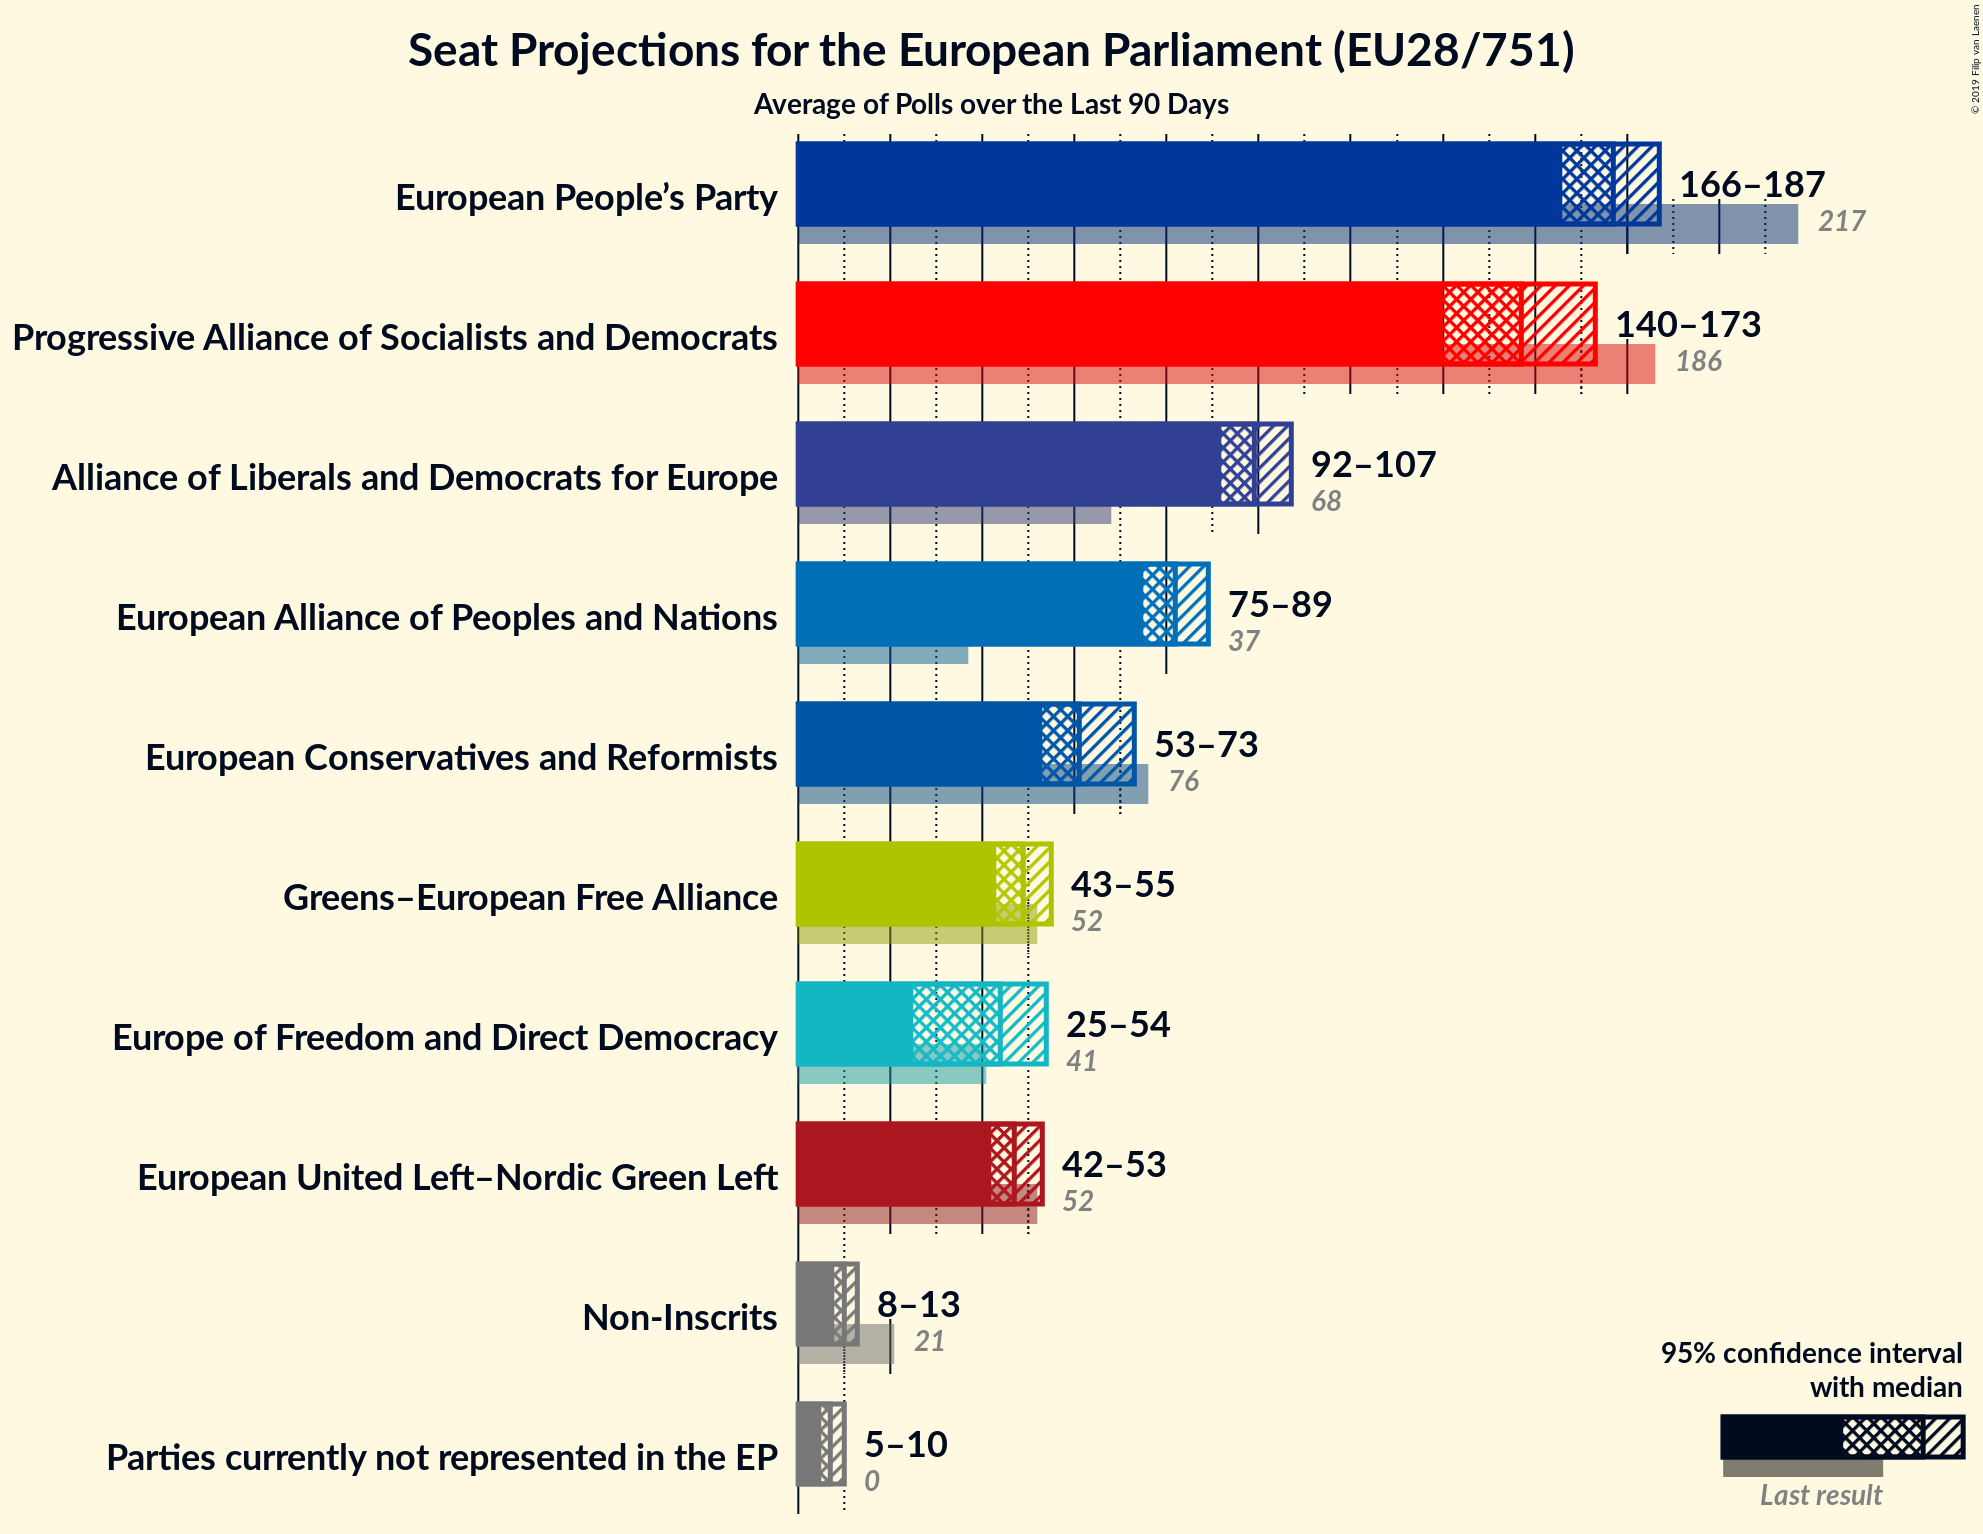 Seat Projections for the European Parliament (EU28/751)
Average of Polls over the Last 90 Days
© 2019 Filip van Laenen
European People’s Party
166–187
217
Progressive Alliance of Socialists and Democrats
140–173
186
Alliance of Liberals and Democrats for Europe
92–107
68
European Alliance of Peoples and Nations
75–89
37
European Conservatives and Reformists
53–73
76
Greens–European Free Alliance
43–55
52
Europe of Freedom and Direct Democracy
25–54
41
European United Left–Nordic Green Left
42–53
52
Non-Inscrits
8–13
21
Parties currently not represented in the EP
5–10
0
95% confidence interval
with median
Last result